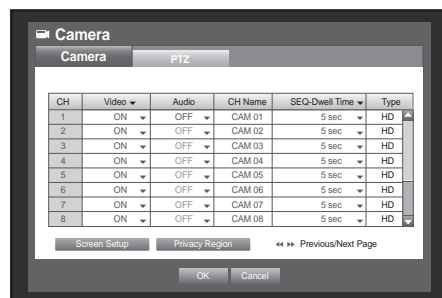 Camera
Camera PTZ
CH Video Audio CH Name SEQ-Dwell Time Type
1 ON OFF CAM 01 5 sec HD
2 ON OFF CAM 02 5 sec HD
3 ON OFF CAM 03 5 sec HD
4 ON OFF CAM 04 5 sec HD
5 ON OFF CAM 05 5 sec HD
6 ON OFF CAM 06 5 sec HD
7 ON OFF CAM 07 5 sec HD
8 ON OFF CAM 08 5 sec HD
Screen Setup Privacy Region Previous/Next Page
OK Cancel